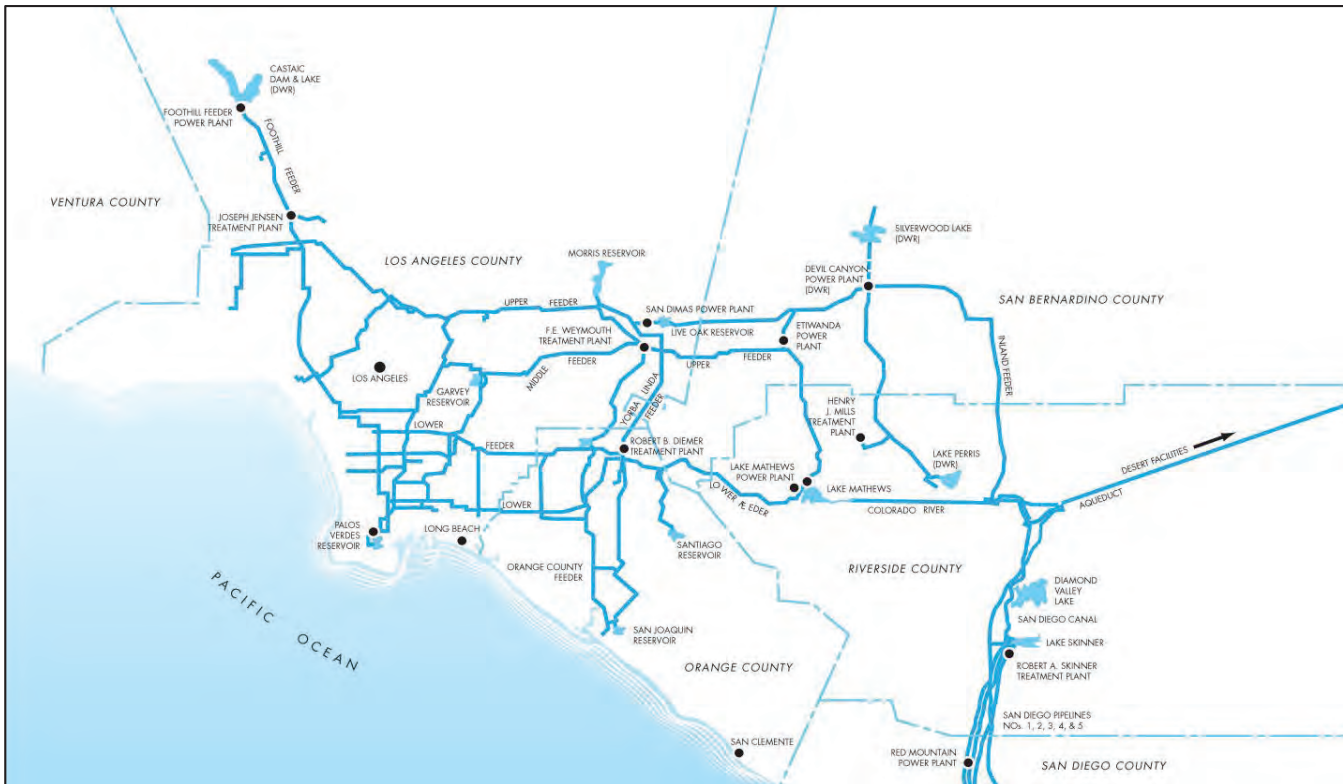 CASTAIC
DAM & LAKE
(DWR)
FOOTHILL FEEDER
POWER PLANT
FOOTHILL
FEEDER
VENTURA COUNTY
JOSEPH JENSEN
TREATMENT PLANT
LOS ANGELES COUNTY
MORRIS RESERVOIR
SILVERWOOD LAKE
(DWR)
DEVIL CANYON
POWER PLANT
(DWR)
SAN BERNARDINO COUNTY
UPPER FEEDER
SAN DIMAS POWER PLANT
LIVE OAK RESERVOIR
F.E. WEYMOUTH
TREATMENT PLANT
ETIWANDA
POWER
PLANT
INLAND FEEDER
UPPER FEEDER
MIDDLE FEEDER
LOS ANGELES
GARVEY
RESERVOIR
YORBA LINDA
FEEDER
HENRY
J. MILLS
TREATMENT
PLANT
LOWER FEEDER
ROBERT B. DIEMER
TREATMENT PLANT
LAKE PERRIS
(DWR)
DESERT FACILITIES
LAKE MATHEWS
POWER PLANT
LAKE MATHEWS
LOWER FEEDER
COLORADO RIVER
AQUEDUCT
LOWER
PALOS
VERDES
RESERVOIR
LONG BEACH
SANTIAGO
RESERVOIR
ORANGE COUNTY
FEEDER
RIVERSIDE COUNTY
DIAMOND
VALLEY
LAKE
SAN DIEGO CANAL
PACIFIC OCEAN
SAN JOAQUIN
RESERVOIR
LAKE SKINNER
ORANGE COUNTY
ROBERT A. SKINNER
TREATMENT PLANT
SAN DIEGO PIPELINES
NOs. 1, 2, 3, 4, & 5
SAN CLEMENTE
RED MOUNTAIN
POWER PLANT
SAN DIEGO COUNTY